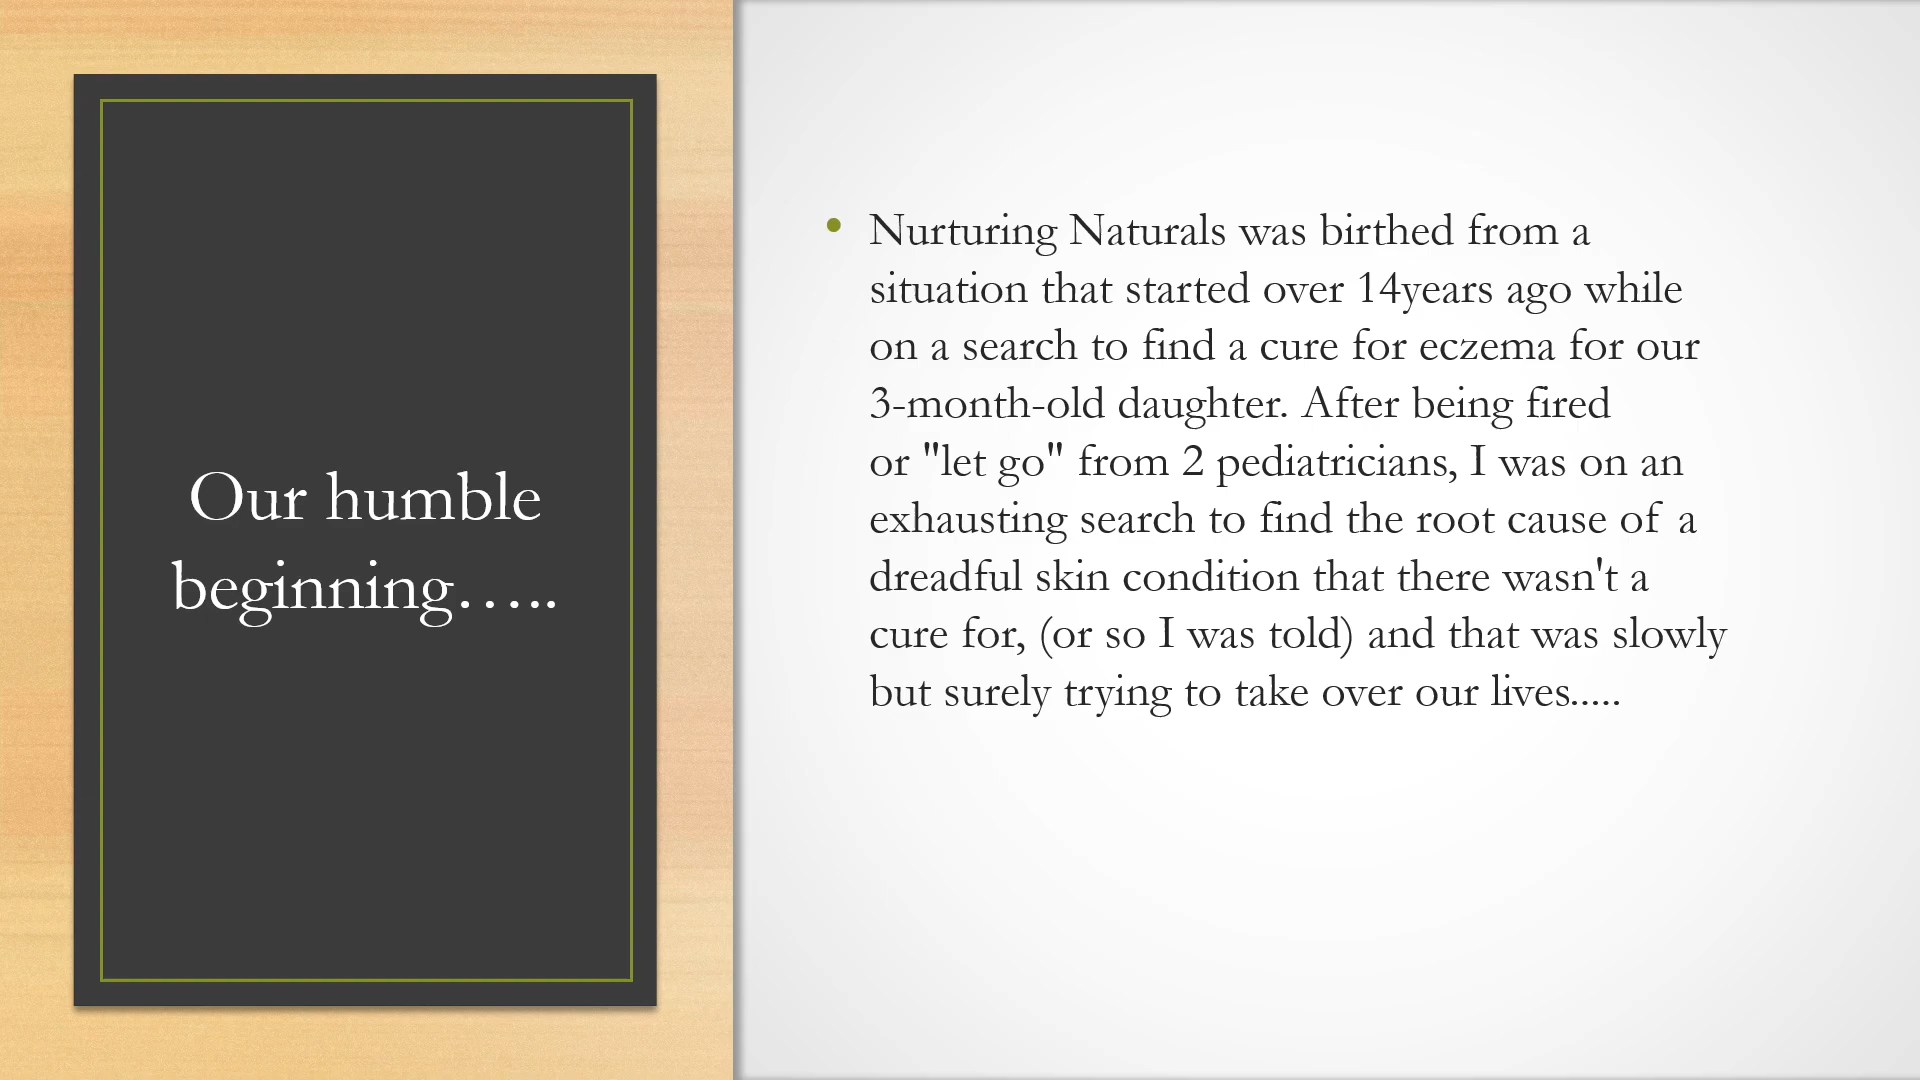 Our humble
beginning…..
• Nurturing Naturals was birthed from a
situation that started over 14years ago while
on a search to find a cure for eczema for our
3-month-old daughter. After being fired
or "let go" from 2 pediatricians, I was on an
exhausting search to find the root cause of a
dreadful skin condition that there wasn't a
cure for, (or so I was told) and that was slowly
but surely trying to take over our lives.....